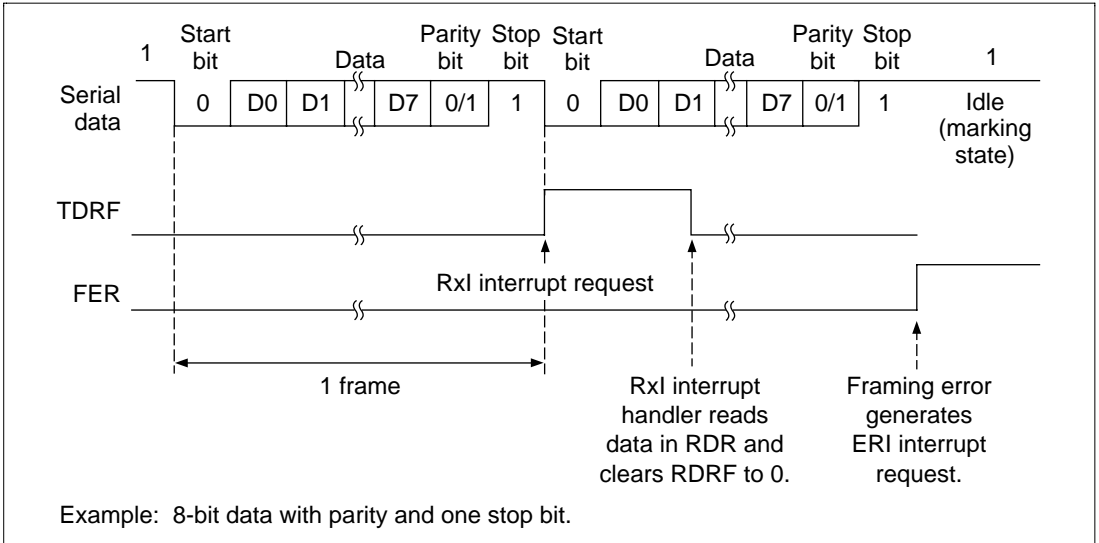 1 Start bit Data Parity bit Stop bit Start bit Data Parity bit Stop bit 1
Serial data 0 D0 D1 D7 0/1 1 0 D0 D1 D7 0/1 1 Idle (marking state)
TDRF
RxI interrupt request
FER
1 frame
RxI interrupt
handler reads
data in RDR and
clears RDRF to 0.
Framing error
generates
ERI interrupt
request.
Example: 8-bit data with parity and one stop bit.